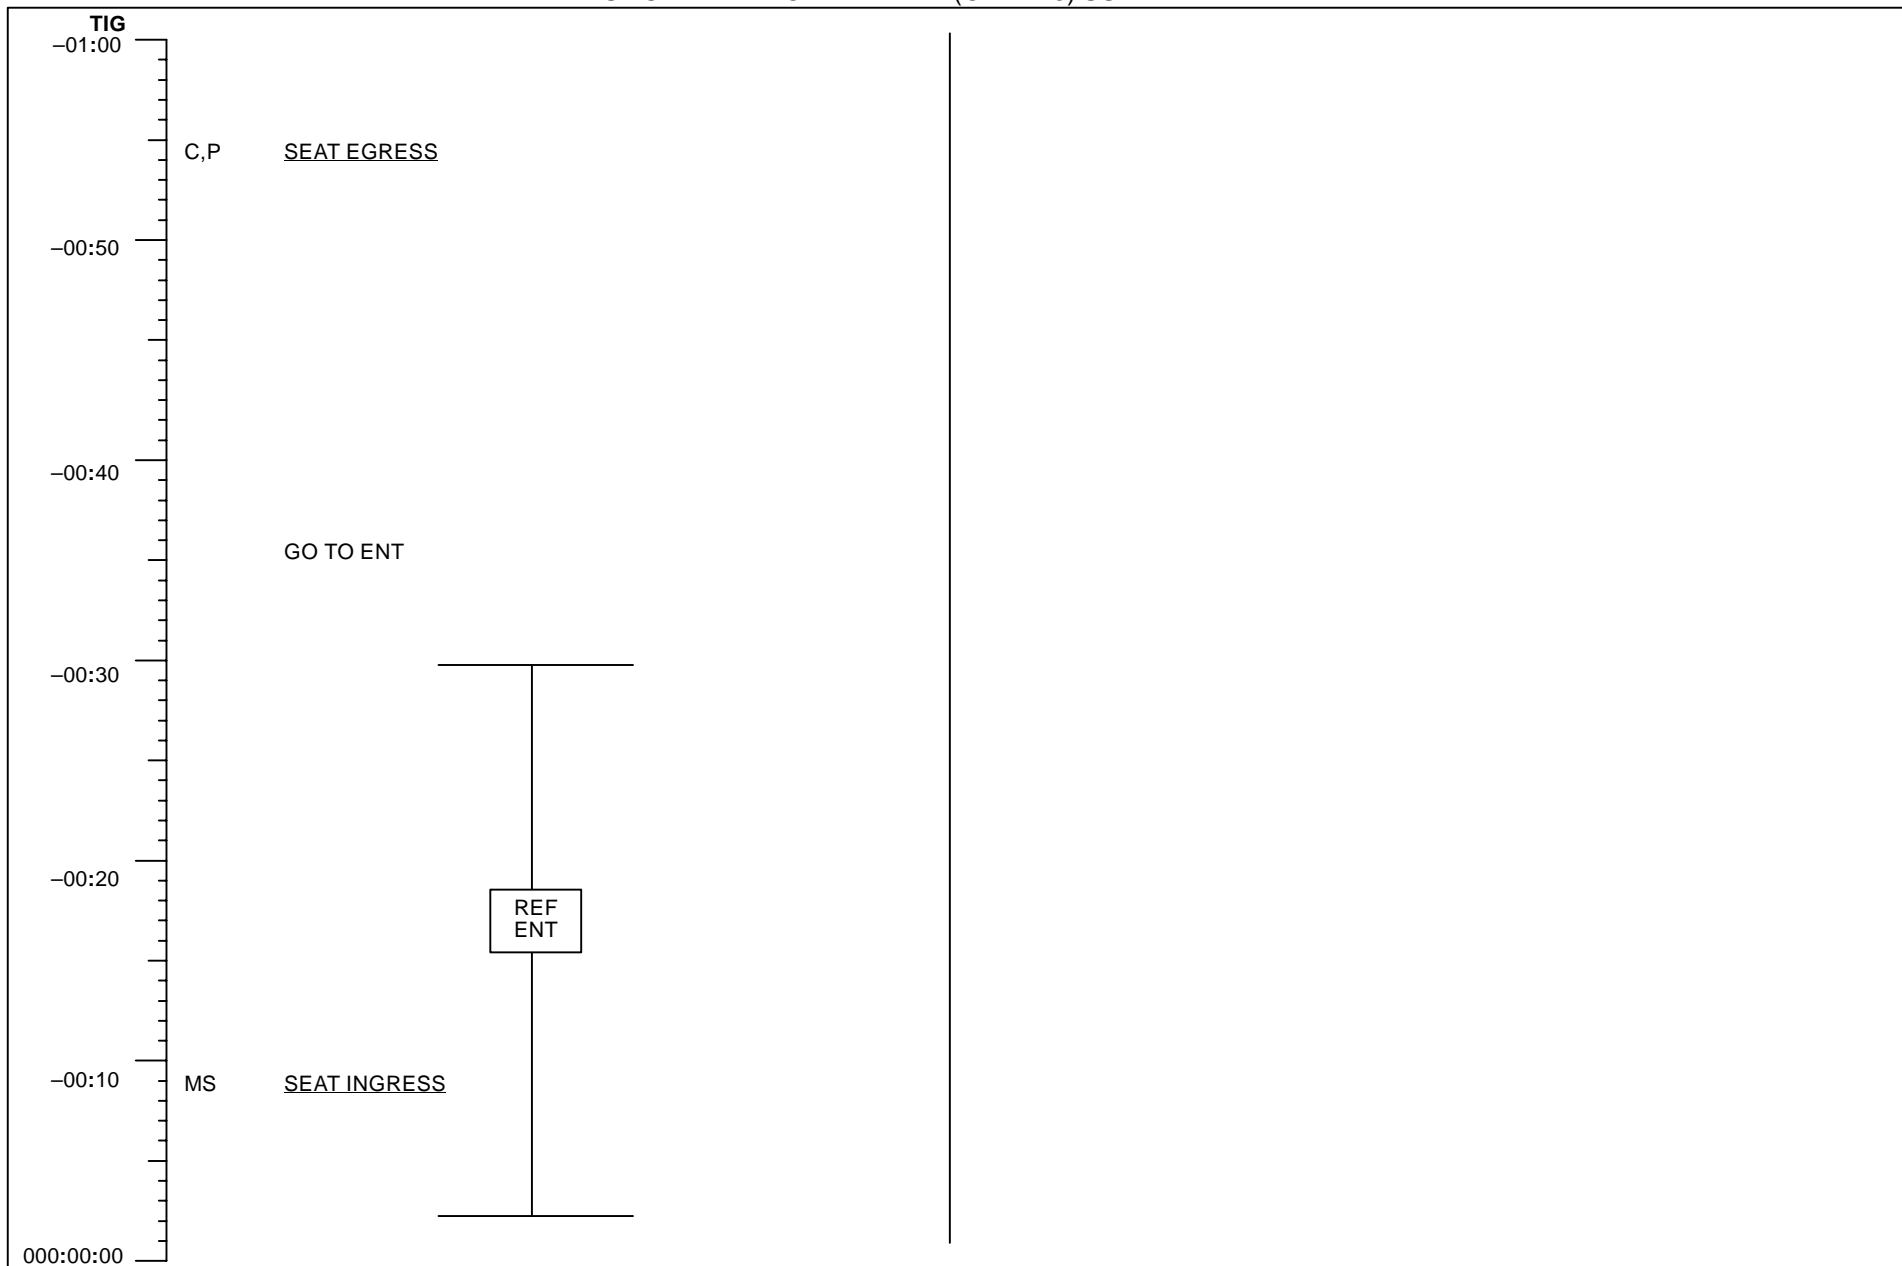 TIG
–01:00
C,P SEAT EGRESS
–00:50
–00:40
GO TO ENT
–00:30
–00:20
REF
ENT
–00:10
MS SEAT INGRESS
000:00:00